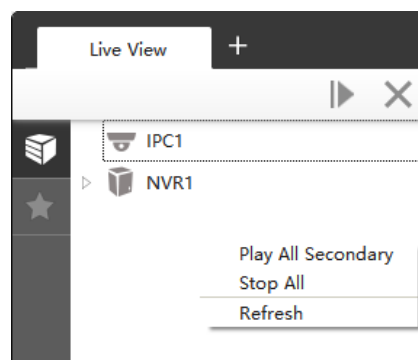 Live View +
IPC1
NVR1
Play All Secondary
Stop All
Refresh